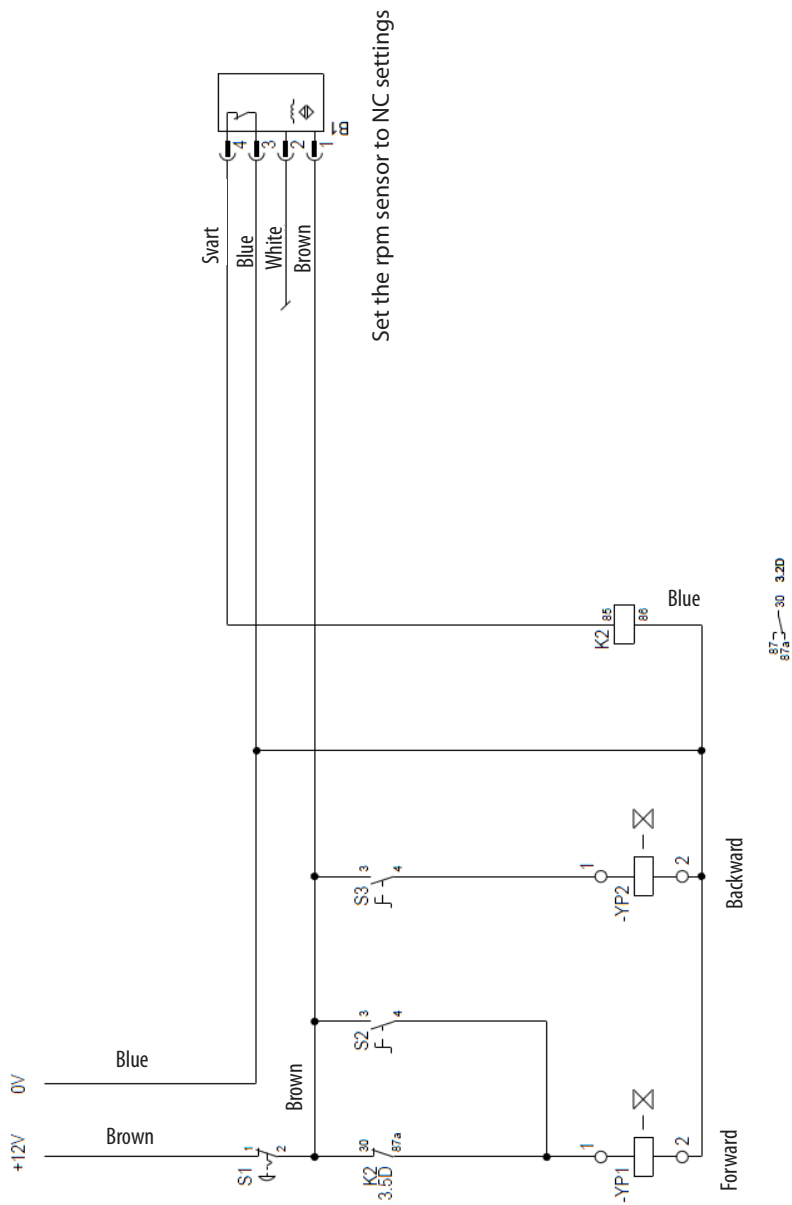 +12V
0V
Brown
Blue
S1
1
2
Brown
K2
3.5D
30
87a
S2
3
4
S3
3
4
-YP1
1
2
Forward
-YP2
1
2
Backward
K2
85
86
Blue
87
87a
30
3.2D
Svart
Blue
White
Brown
4
3
2
1
B1
Set the rpm sensor to NC settings